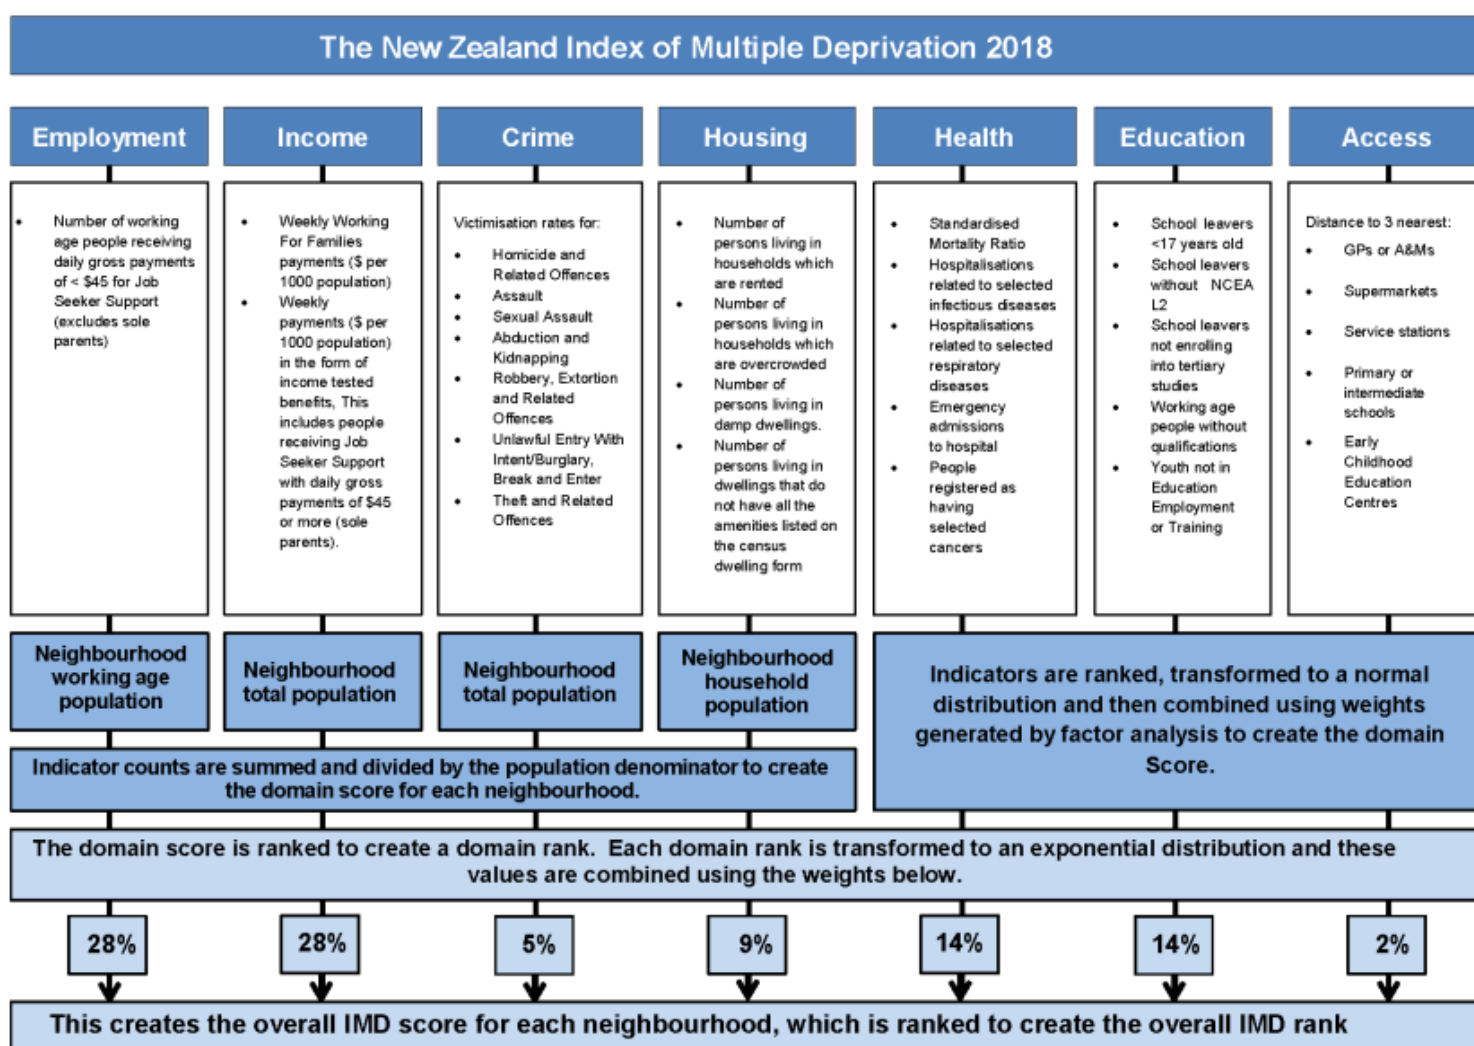 The New Zealand Index of Multiple Deprivation 2018
Employment
Number of working
age people receiving
daily gross payments
of < $45 for Job
Seeker Support
(excludes sole
parents)
Neighbourhood
working age
population
Income
Weekly Working
For Families
payments ($ per
1000 population)
Weekly
payments ($ per
1000 population)
in the form of
income tested
benefits, This
includes people
receiving Job
Seeker Support
with daily gross
payments of $45
or more (sole
parents).
Neighbourhood
total population
Crime
Victimisation rates for:
Homicide and
Related Offences
Assault
Sexual Assault
Abduction and
Kidnapping
Robbery, Extortion
and Related
Offences
Unlawful Entry With
Intent/Burglary,
Break and Enter
Theft and Related
Offences
Neighbourhood
total population
Housing
Number of
persons living in
households which
are rented
Number of
persons living in
households which
are overcrowded
Number of
persons living in
damp dwellings.
Number of
persons living in
dwellings that do
not have all the
amenities listed on
the census
dwelling form
Neighbourhood
household
population
Health
Standardised
Mortality Ratio
Hospitalisations
related to selected
infectious diseases
Hospitalisations
related to selected
respiratory
diseases
Emergency
admissions
to hospital
People
registered as
having
selected
cancers
Education
School leavers
<17 years old
School leavers
without NCEA
L2
School leavers
not enrolling
into tertiary
studies
Working age
people without
qualifications
Youth not in
Education
Employment
or Training
Access
Distance to 3 nearest:
GPs or A&Ms
Supermarkets
Service stations
Primary or
intermediate
schools
Early
Childhood
Education
Centres
Indicator counts are summed and divided by the population denominator to create
the domain score for each neighbourhood.
Indicators are ranked, transformed to a normal
distribution and then combined using weights
generated by factor analysis to create the domain
Score.
The domain score is ranked to create a domain rank. Each domain rank is transformed to an exponential distribution and these
values are combined using the weights below.
28%
28%
5%
9%
14%
14%
2%
This creates the overall IMD score for each neighbourhood, which is ranked to create the overall IMD rank